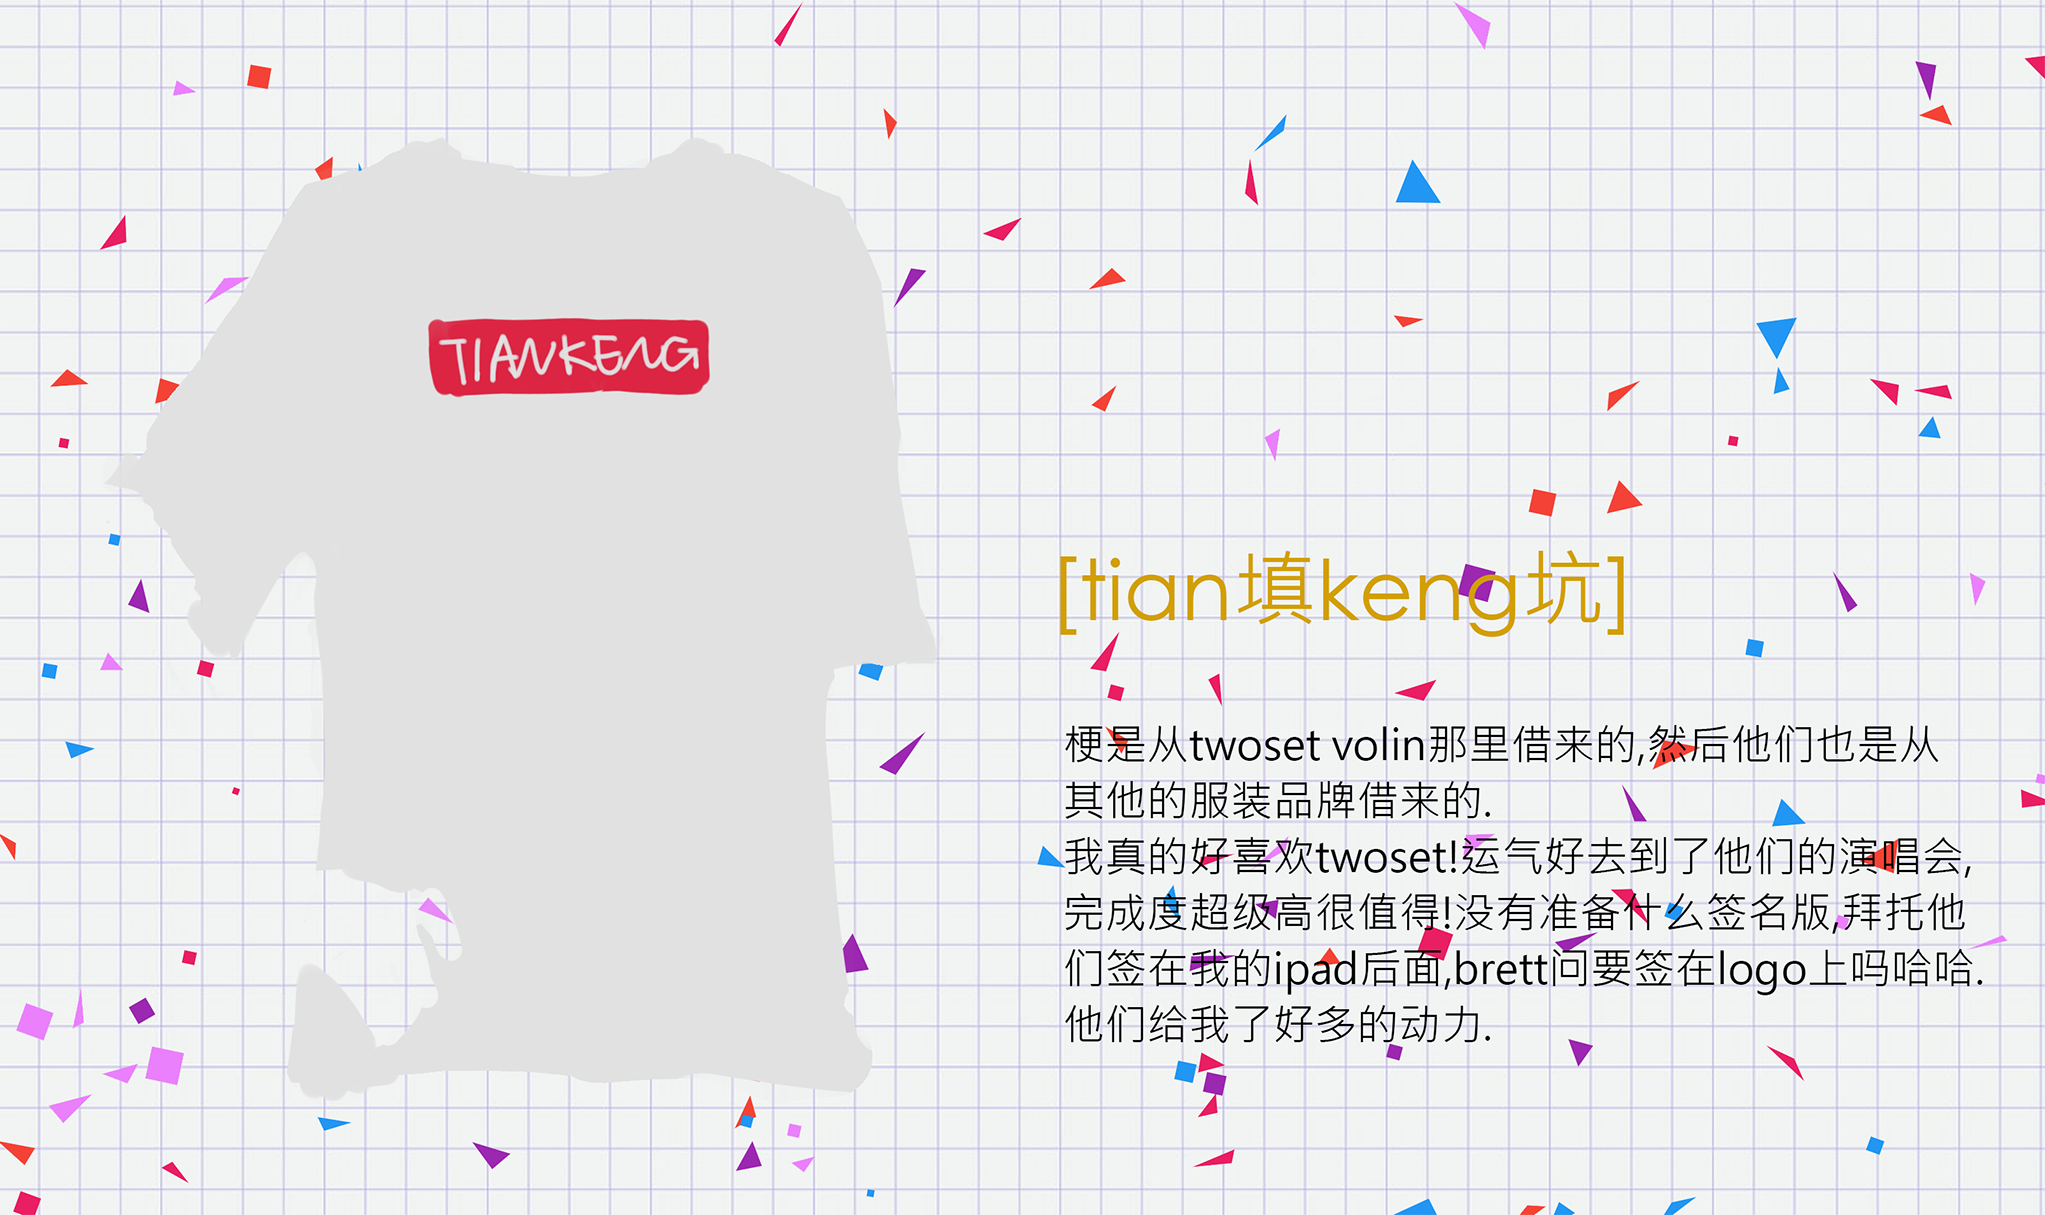 TIANKENG
[tian填keng坑]
梗是从twoset volin那里借来的,然后他们也是从
其他的服装品牌借来的.
我真的好喜欢twoset!运气好去到了他们的演唱会,
完成度超级高很值得!没有准备什么签名版,拜托他
们签在我的ipad后面,brett问要签在logo上吗哈哈.
他们给我了好多的动力.